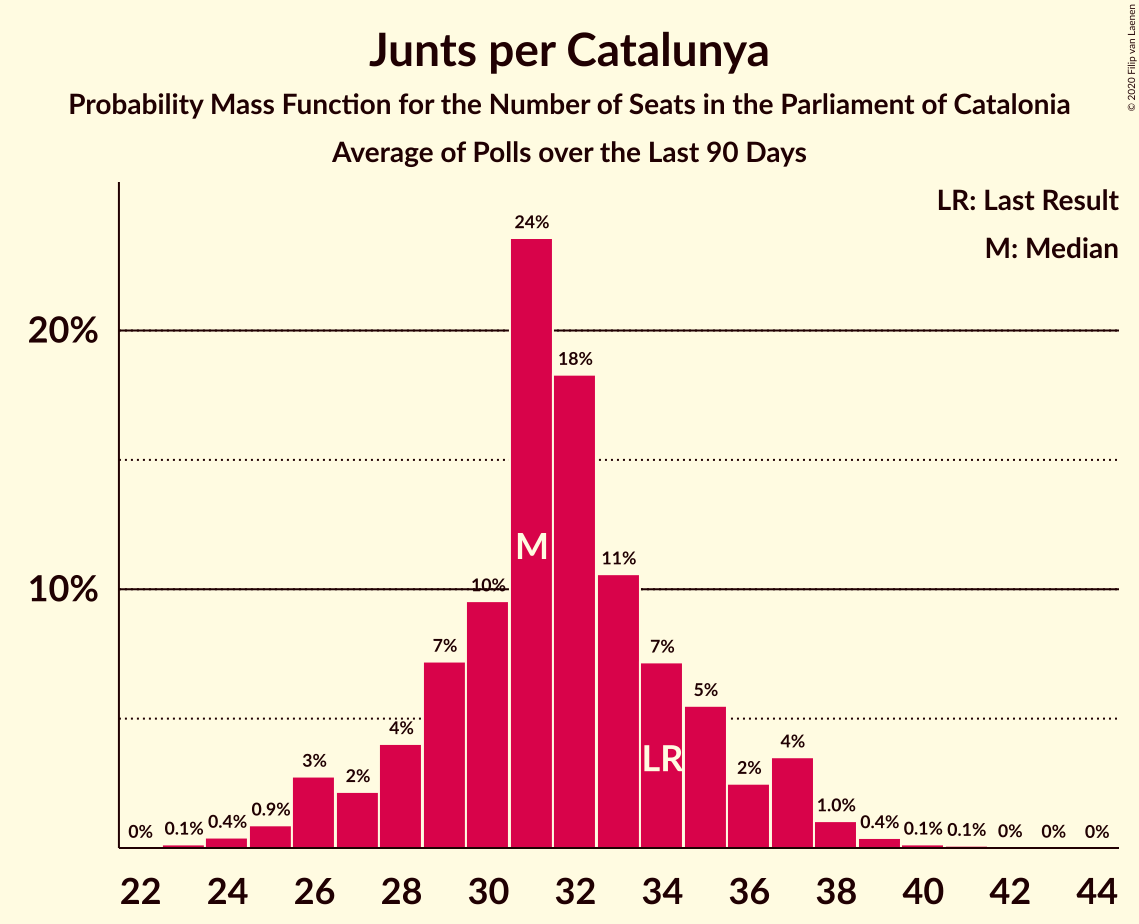 Junts per Catalunya
Probability Mass Function for the Number of Seats in the Parliament of Catalonia
Average of Polls over the Last 90 Days
© 2020 Filip van Laenen
LR: Last Result
M: Median
20%
10%
0% 0.1% 0.4% 0.9% 3% 2% 4% 7% 10% 24% 18% 11% 7% 5% 2% 4% 1.0% 0.4% 0.1% 0.1% 0% 0% 0%
M
LR
22 24 26 28 30 32 34 36 38 40 42 44